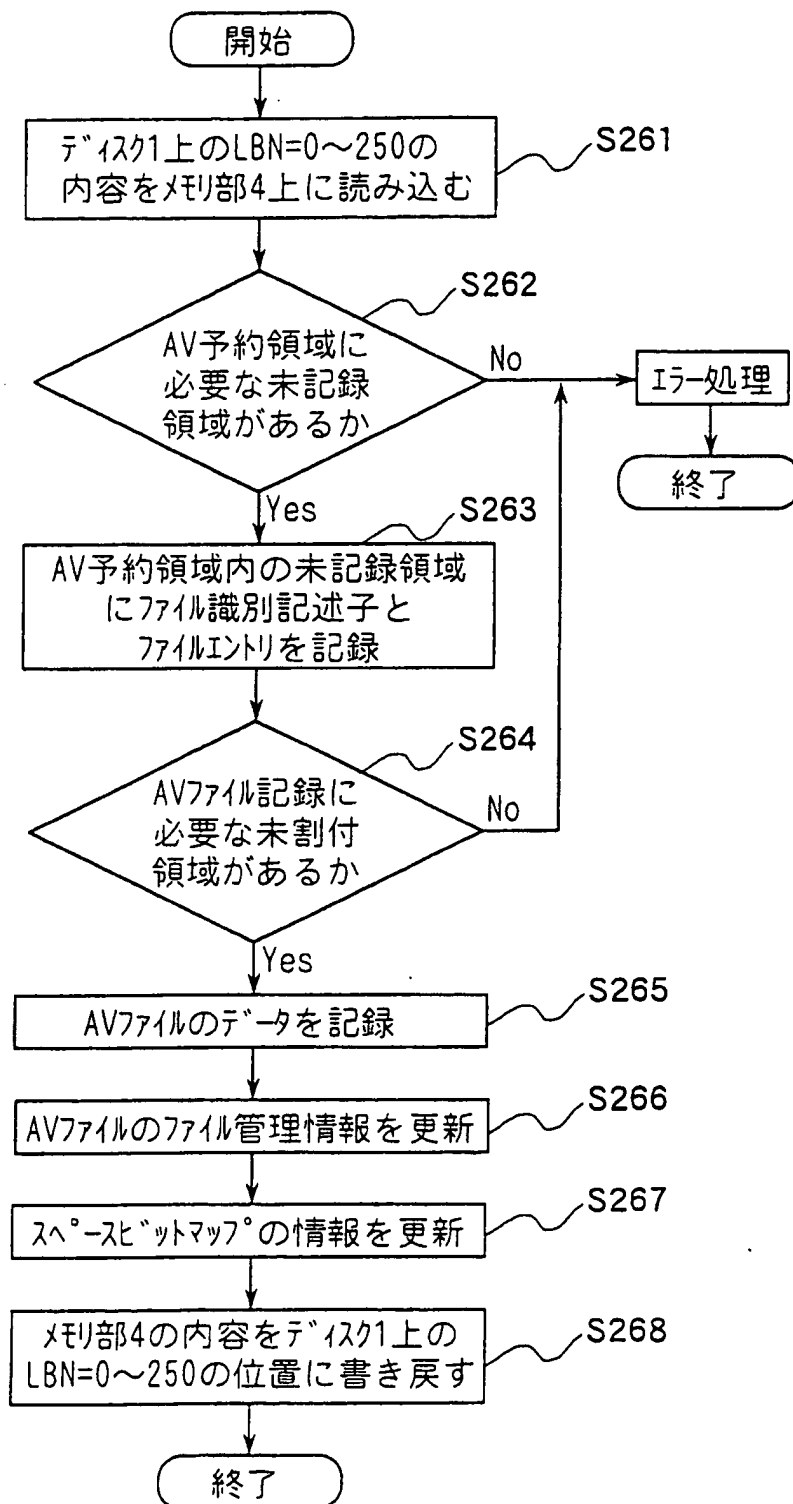 開始
ディスク1上のLBN=0~250の
内容をメモリ部4上に読み込む
S261
S262
AV予約領域に
必要な未記録
領域があるか
No
エラー処理
終了
Yes
S263
AV予約領域内の未記録領域
にファイル識別記述子と
ファイルエントリを記録
S264
AVファイル記録に
必要な未割付
領域があるか
No
Yes
S265
AVファイルのデータを記録
S266
AVファイルのファイル管理情報を更新
S267
スペースビットマップの情報を更新
S268
メモリ部4の内容をディスク1上の
LBN=0~250の位置に書き戻す
終了